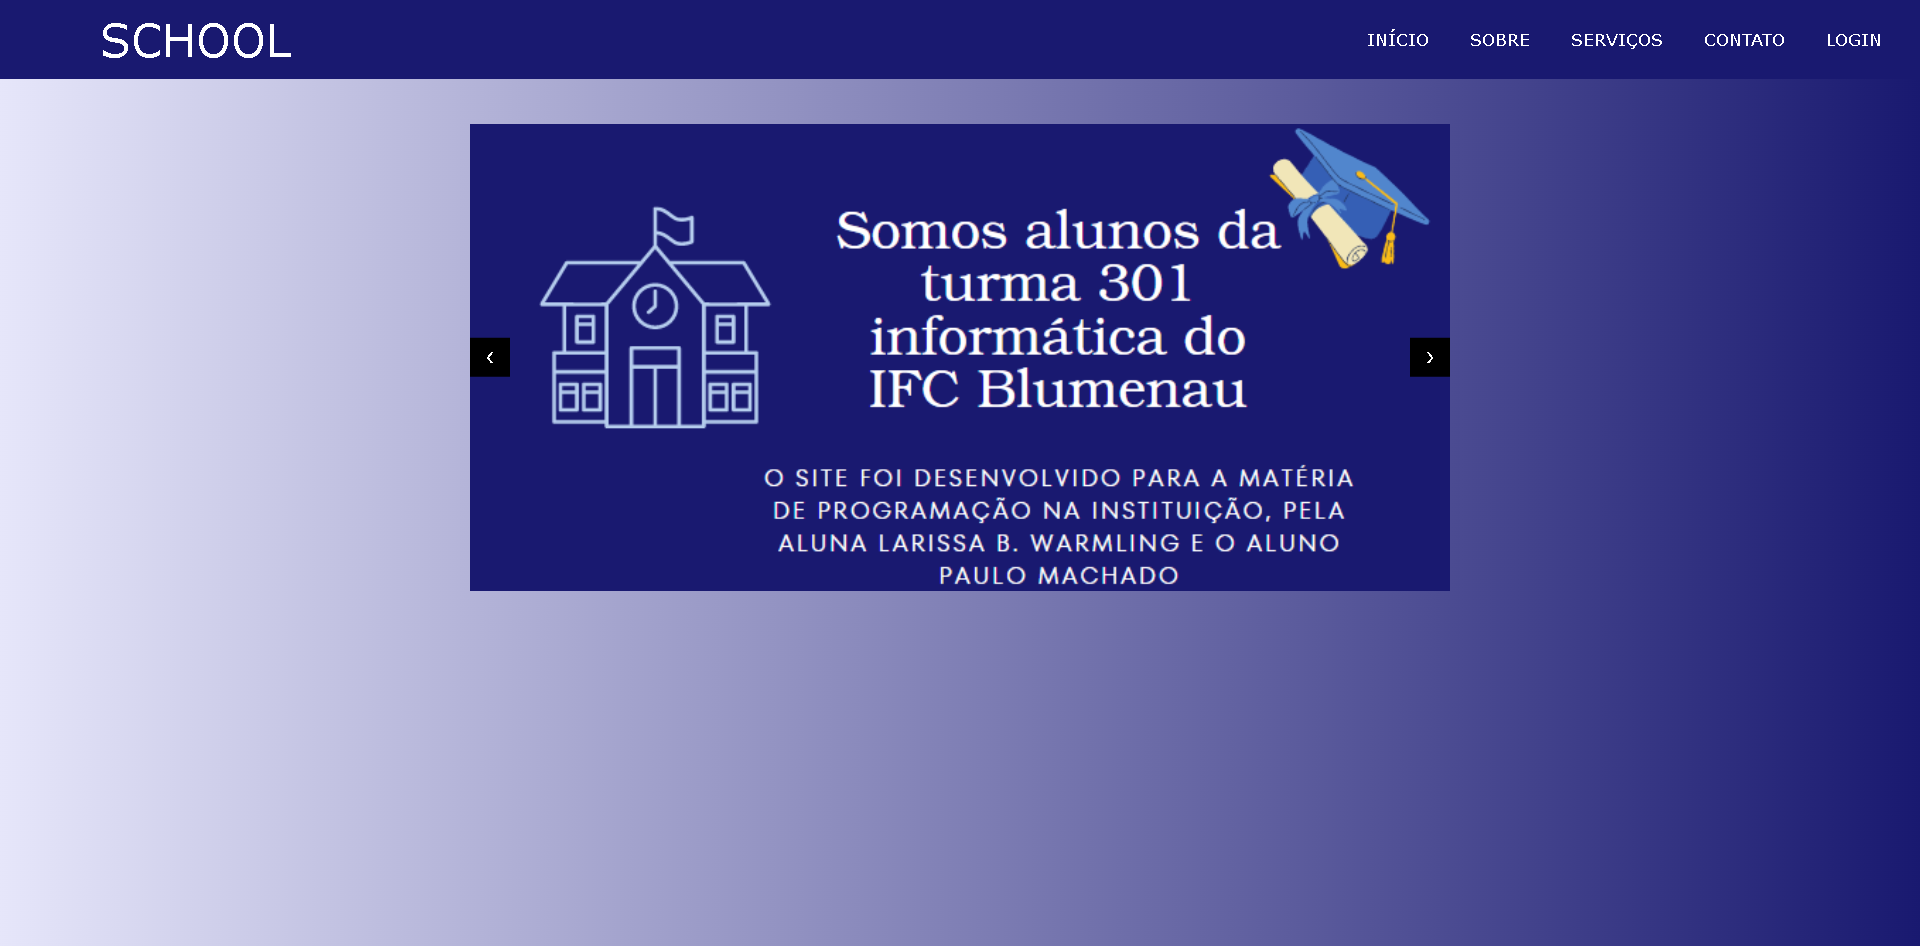 SCHOOL
INÍCIO SOBRE SERVIÇOS CONTATO LOGIN
Somos alunos da
turma 301
informática do
IFC Blumenau
‹ ›
O SITE FOI DESENVOLVIDO PARA A MATÉRIA
DE PROGRAMAÇÃO NA INSTITUIÇÃO, PELA
ALUNA LARISSA B. WARMLING E O ALUNO
PAULO MACHADO